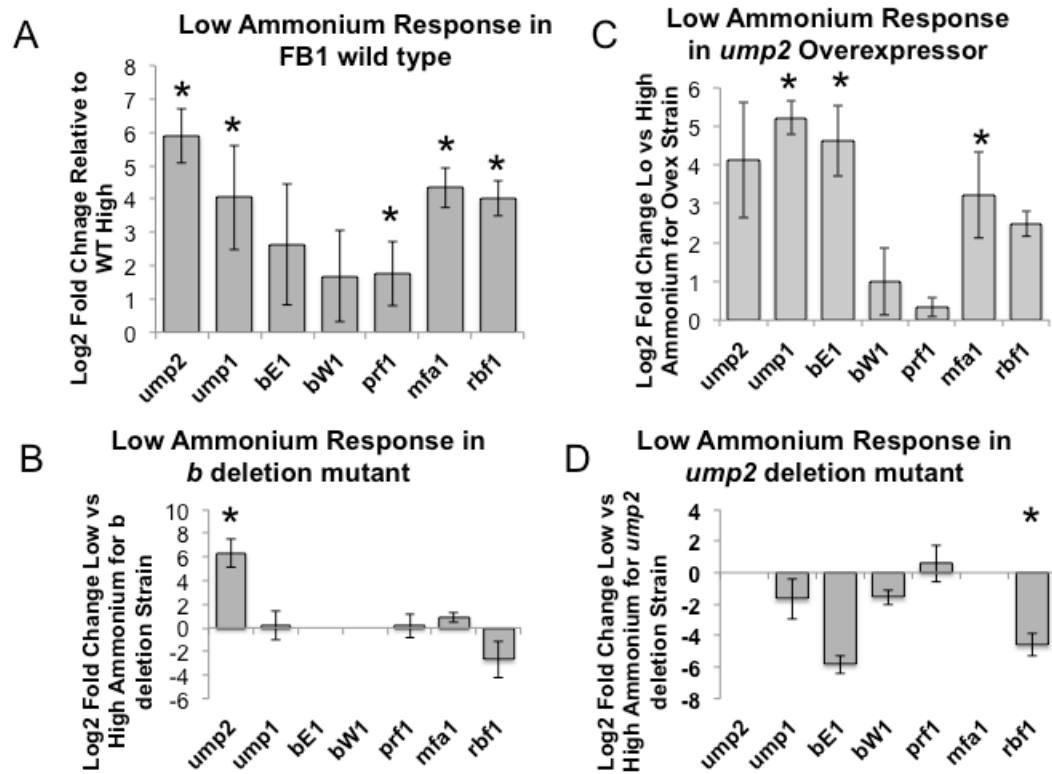 A
Low Ammonium Response in
FB1 wild type
Log2 Fold Chnage Relative to
WT High
8
7
6
5
4
3
2
1
0
*
*
*
*
*
ump2
ump1
bE1
bW1
prf1
mfa1
rbf1
C
Low Ammonium Response
in ump2 Overexpressor
Log2 Fold Change Lo vs High
Ammonium for Ovex Strain
6
5
4
3
2
1
0
*
*
*
ump2
ump1
bE1
bW1
prf1
mfa1
rbf1
B
Low Ammonium Response in
b deletion mutant
Log2 Fold Change Low vs
High Ammonium for b
deletion Strain
10
8
6
4
2
0
-2
-4
-6
*
ump2
ump1
bE1
bW1
prf1
mfa1
rbf1
D
Low Ammonium Response in
ump2 deletion mutant
Log2 Fold Change Low vs
High Ammonium for ump2
deletion Strain
4
2
0
-2
-4
-6
-8
*
ump2
ump1
bE1
bW1
prf1
mfa1
rbf1